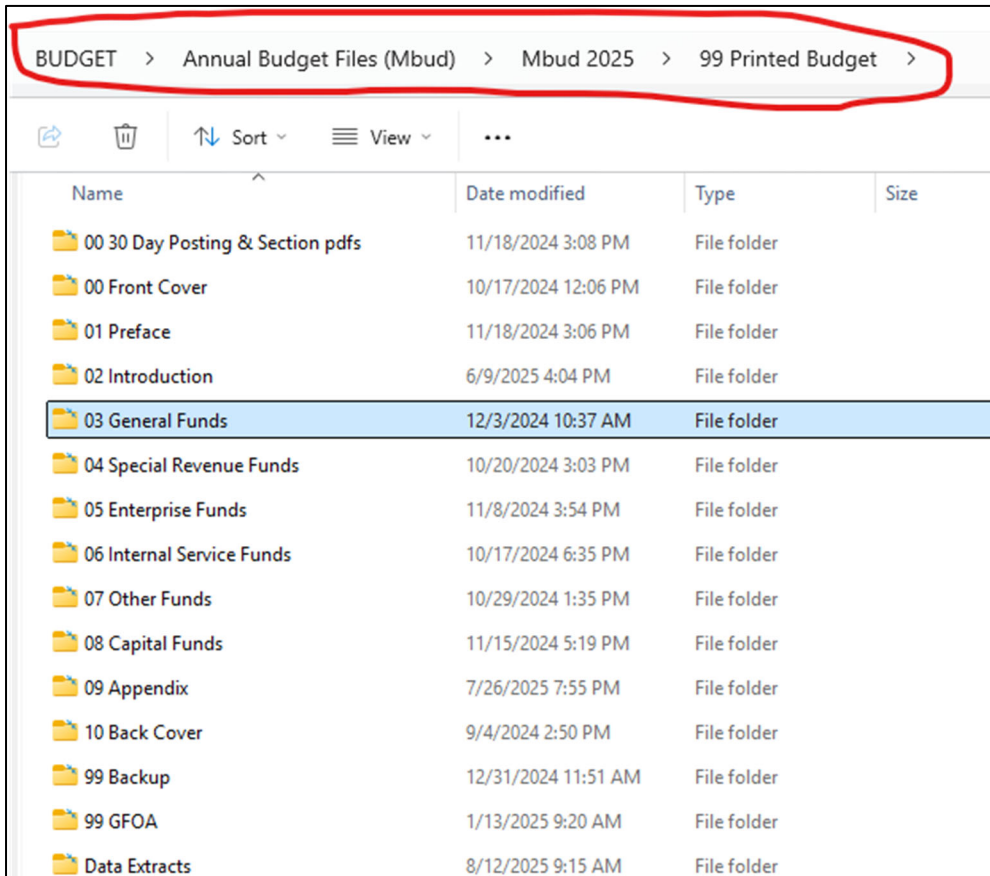 BUDGET > Annual Budget Files (Mbud) > Mbud 2025 > 99 Printed Budget >
Sort View ...
Name Date modified Type Size
00 30 Day Posting & Section pdfs 11/18/2024 3:08 PM File folder
00 Front Cover 10/17/2024 12:06 PM File folder
01 Preface 11/18/2024 3:06 PM File folder
02 Introduction 6/9/2025 4:04 PM File folder
03 General Funds 12/3/2024 10:37 AM File folder
04 Special Revenue Funds 10/20/2024 3:03 PM File folder
05 Enterprise Funds 11/8/2024 3:54 PM File folder
06 Internal Service Funds 10/17/2024 6:35 PM File folder
07 Other Funds 10/29/2024 1:35 PM File folder
08 Capital Funds 11/15/2024 5:19 PM File folder
09 Appendix 7/26/2025 7:55 PM File folder
10 Back Cover 9/4/2024 2:50 PM File folder
99 Backup 12/31/2024 11:51 AM File folder
99 GFOA 1/13/2025 9:20 AM File folder
Data Extracts 8/12/2025 9:15 AM File folder